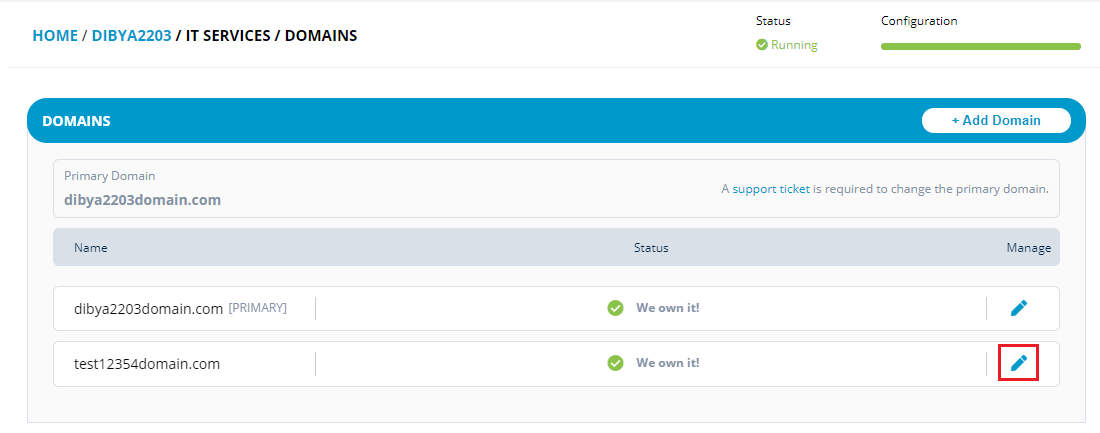 HOME / DIBYA2203 / IT SERVICES / DOMAINS
Status
Running
Configuration
DOMAINS
+ Add Domain
Primary Domain
dibya2203domain.com
A support ticket is required to change the primary domain.
Name Status Manage
dibya2203domain.com [PRIMARY] We own it!
test12354domain.com We own it!